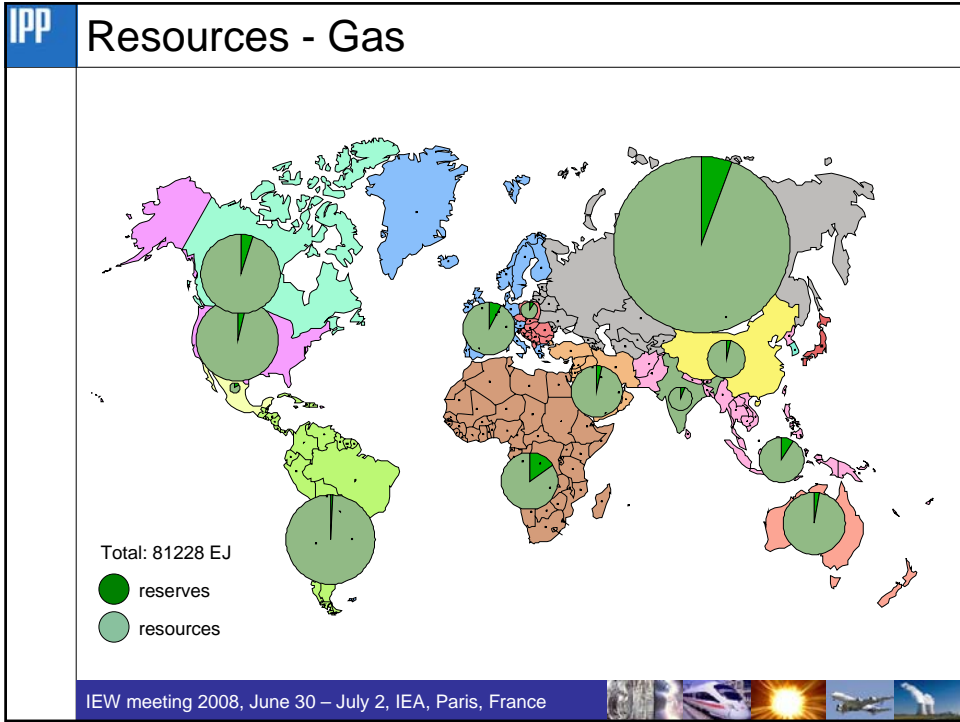 IPP
Resources - Gas
Total: 81228 EJ
reserves
resources
IEW meeting 2008, June 30 – July 2, IEA, Paris, France